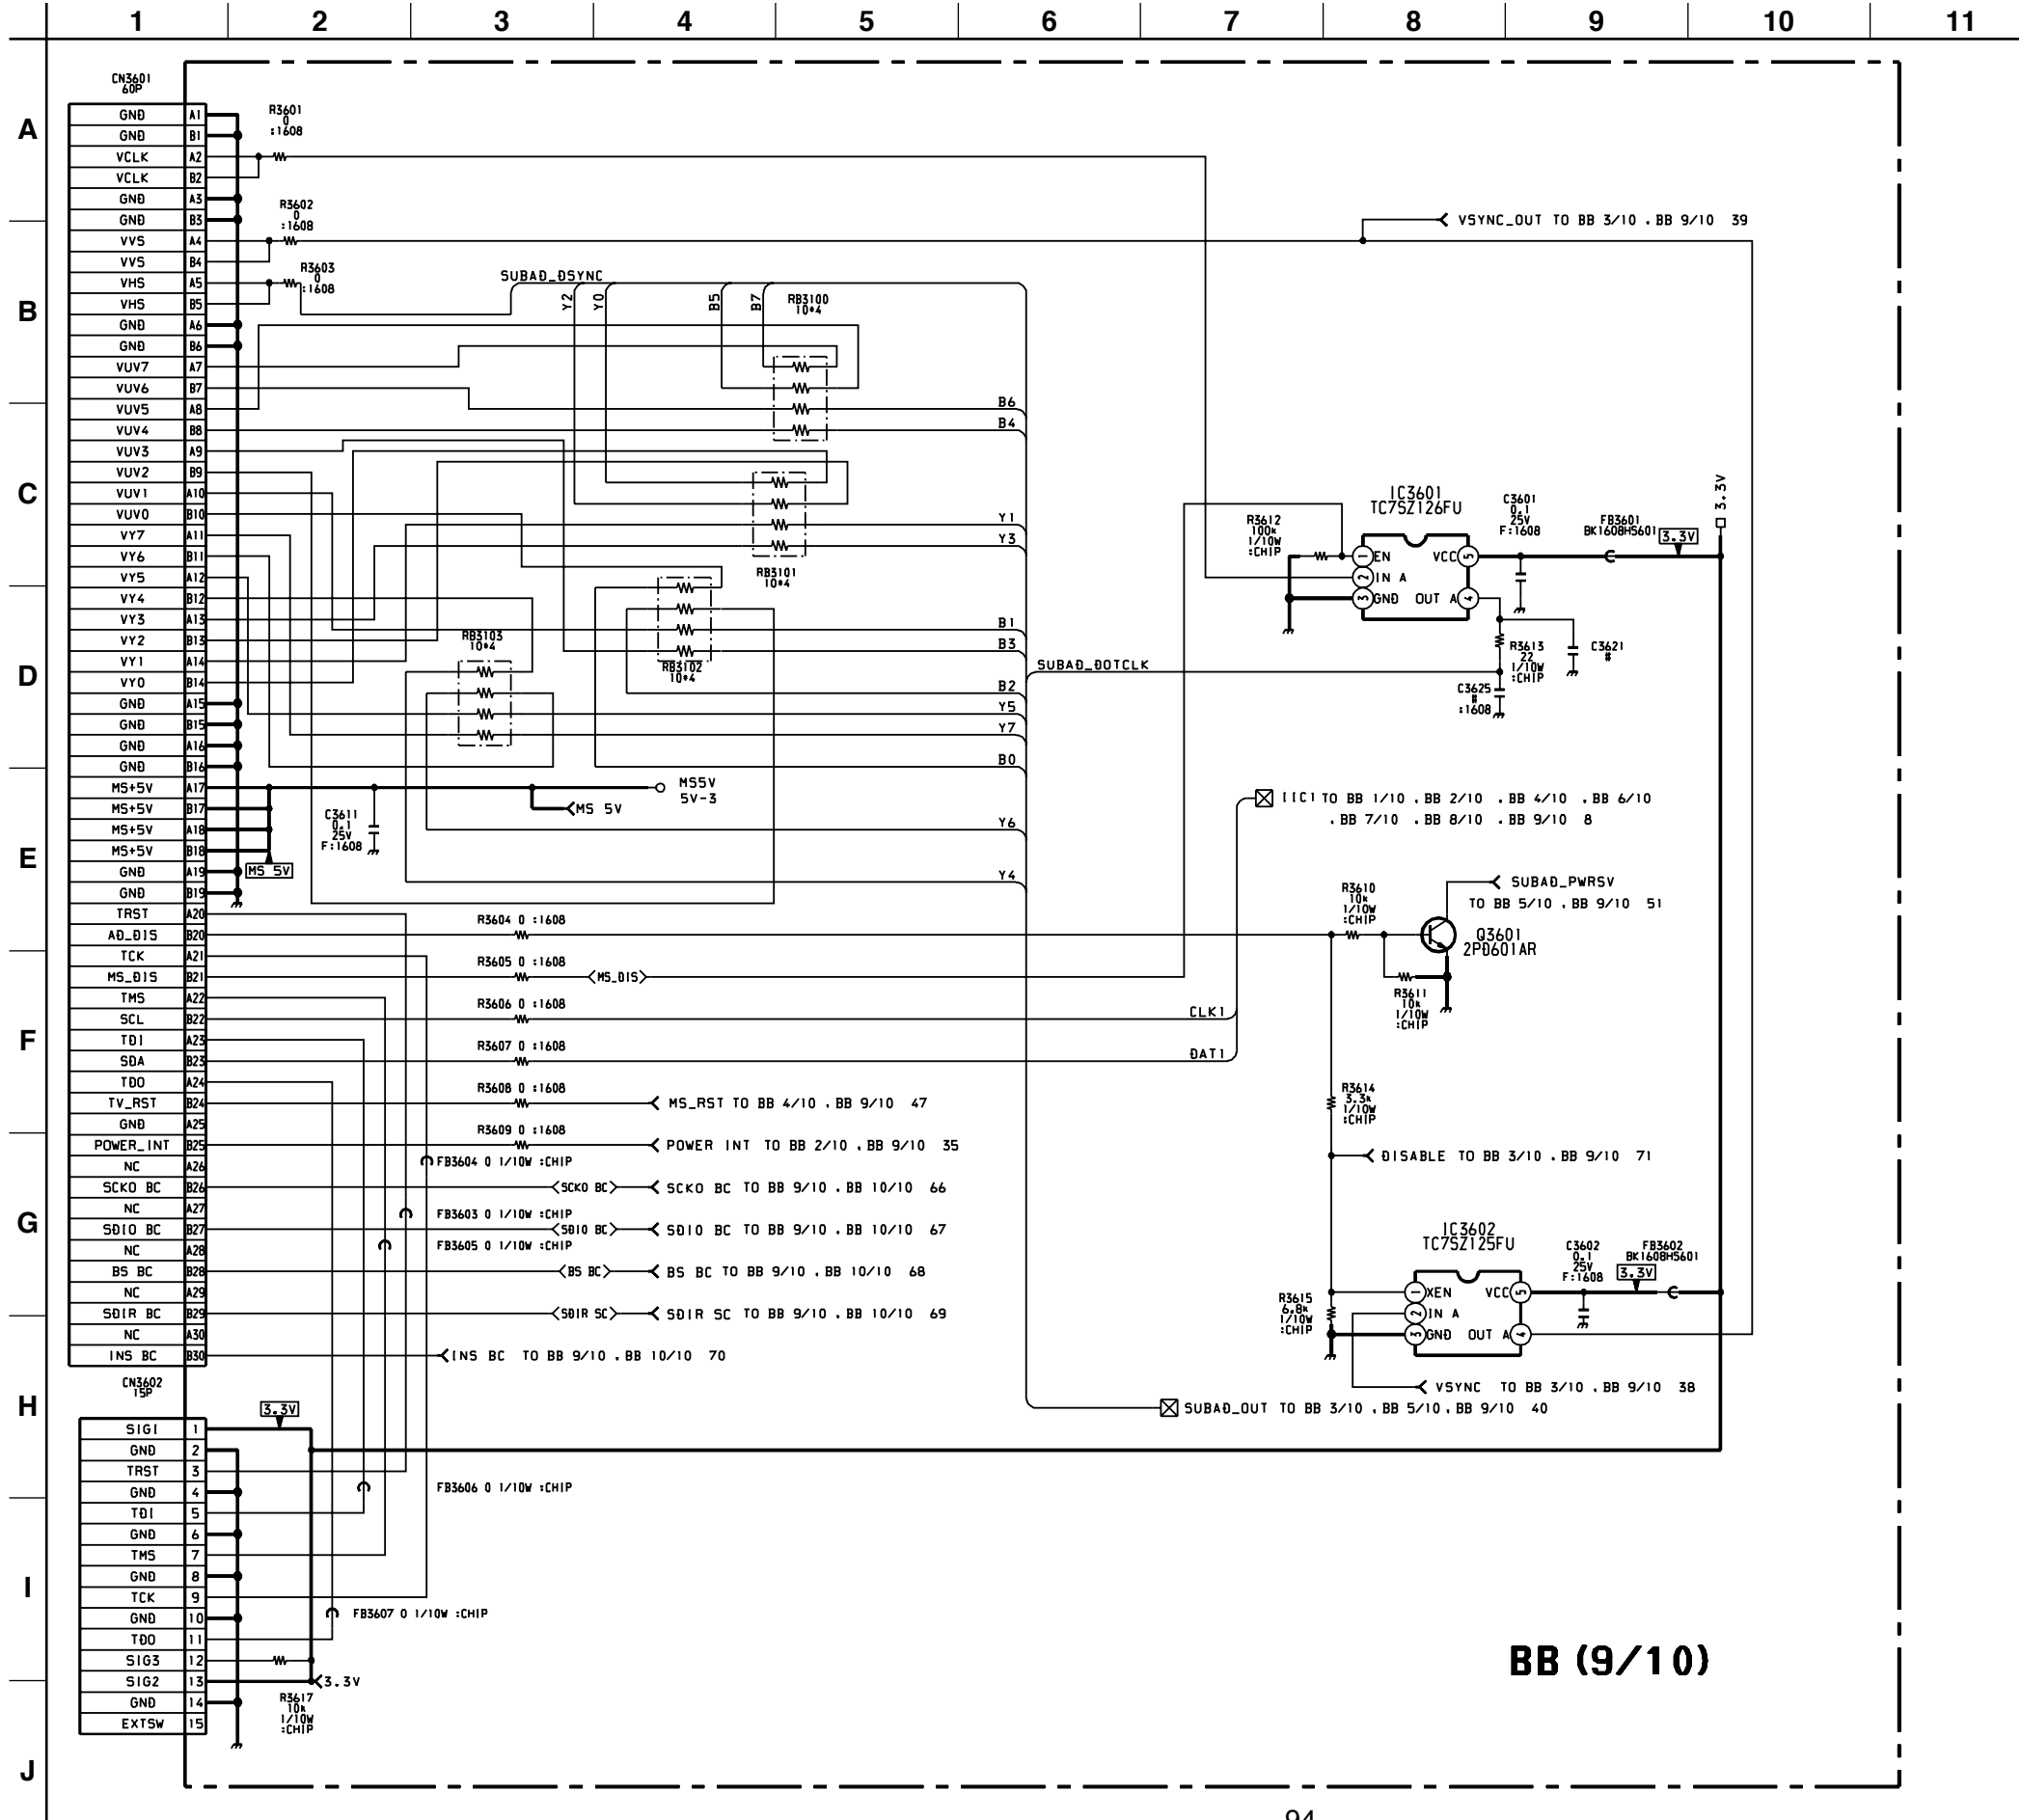 1 2 3 4 5 6 7 8 9 10 11
A
B
C
D
E
F
G
H
I
J
CN3601
60P
GND A1
GND B1
VCLK A2
VCLK B2
GND A3
GND B3
VVS A4
VVS B4
VHS A5
VHS B5
GND A6
GND B6
VUV7 A7
VUV6 B7
VUV5 A8
VUV4 B8
VUV3 A9
VUV2 B9
VUV1 A10
VUV0 B10
VY7 A11
VY6 B11
VY5 A12
VY4 B12
VY3 A13
VY2 B13
VY1 A14
VY0 B14
GND A15
GND B15
GND A16
GND B16
MS+5V A17
MS+5V B17
MS+5V A18
MS+5V B18
GND A19
GND B19
TRST A20
AD_DIS B20
TCK A21
MS_DIS B21
TMS A22
SCL B22
TDI A23
SDA B23
TDO A24
TV_RST B24
GND A25
POWER_INT B25
NC A26
SCKO BC B26
NC A27
SDIO BC B27
NC A28
BS BC B28
NC A29
SDIR BC B29
NC A30
INS BC B30
CN3602
15P
SIG1 1
GND 2
TRST 3
GND 4
TDI 5
GND 6
TMS 7
GND 8
TCK 9
GND 10
TDO 11
SIG3 12
SIG2 13
GND 14
EXTSW 15
R3601
0
:1608
R3602
0
:1608
R3603
0
:1608
SUBAD_DSYNC
Y2
Y0
B5
B7
RB3100
10*4
B6
B4
Y1
Y3
RB3101
10*4
B1
B3
RB3102
10*4
RB3103
10*4
B2
Y5
Y7
B0
Y6
Y4
MS5V
5V-3
MS 5V
C3611
0.1
25V
F:1608
MS 5V
R3604 0 :1608
R3605 0 :1608
MS_DIS
R3606 0 :1608
CLK1
R3607 0 :1608
DAT1
R3608 0 :1608
MS_RST TO BB 4/10 , BB 9/10 47
R3609 0 :1608
POWER INT TO BB 2/10 , BB 9/10 35
FB3604 0 1/10W :CHIP
SCKO BC
SCKO BC TO BB 9/10 , BB 10/10 66
FB3603 0 1/10W :CHIP
SDIO BC
SDIO BC TO BB 9/10 , BB 10/10 67
FB3605 0 1/10W :CHIP
BS BC
BS BC TO BB 9/10 , BB 10/10 68
SDIR SC
SDIR SC TO BB 9/10 , BB 10/10 69
INS BC TO BB 9/10 , BB 10/10 70
3.3V
FB3606 0 1/10W :CHIP
FB3607 0 1/10W :CHIP
3.3V
R3617
10k
1/10W
:CHIP
VSYNC_OUT TO BB 3/10 , BB 9/10 39
3.3V
IC3601
TC7SZ126FU
C3601
0.1
25V
F:1608
FB3601
BK1608HS601
3.3V
R3612
100k
1/10W
:CHIP
1 EN VCC 5
2 IN A
3 GND OUT A 4
R3613
22
1/10W
:CHIP
C3621
#
SUBAD_DOTCLK
C3625
#
:1608
IIC1 TO BB 1/10 , BB 2/10 , BB 4/10 , BB 6/10
, BB 7/10 , BB 8/10 , BB 9/10 8
SUBAD_PWRSV
TO BB 5/10 , BB 9/10 51
R3610
10k
1/10W
:CHIP
Q3601
2PD601AR
R3611
10k
1/10W
:CHIP
R3614
3.3k
1/10W
:CHIP
DISABLE TO BB 3/10 , BB 9/10 71
IC3602
TC7SZ125FU
C3602
0.1
25V
F:1608
FB3602
BK1608HS601
3.3V
R3615
6.8k
1/10W
:CHIP
1 XEN VCC 5
2 IN A
3 GND OUT A 4
VSYNC TO BB 3/10 , BB 9/10 38
SUBAD_OUT TO BB 3/10 , BB 5/10 , BB 9/10 40
BB (9/10)
94